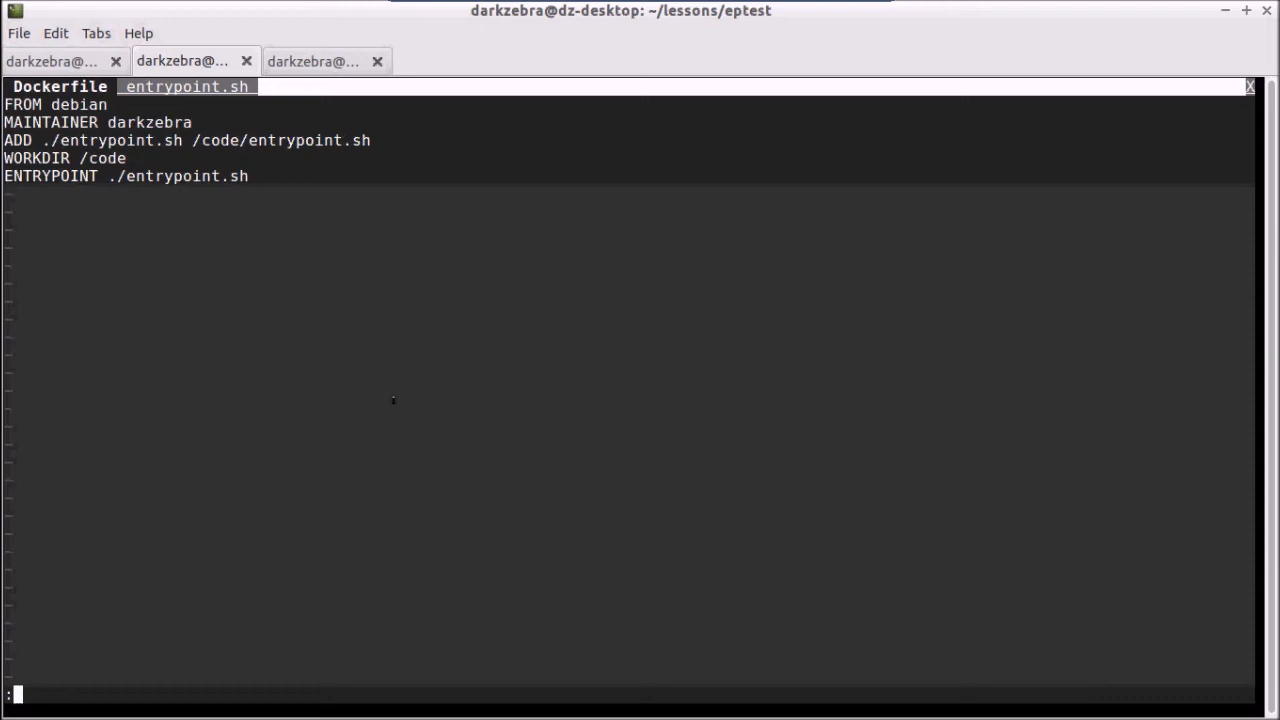 darkzebra@dz-desktop: ~/lessons/eptest
File Edit Tabs Help
darkzebra@... darkzebra@... darkzebra@...
Dockerfile entrypoint.sh X
FROM debian
MAINTAINER darkzebra
ADD ./entrypoint.sh /code/entrypoint.sh
WORKDIR /code
ENTRYPOINT ./entrypoint.sh
: